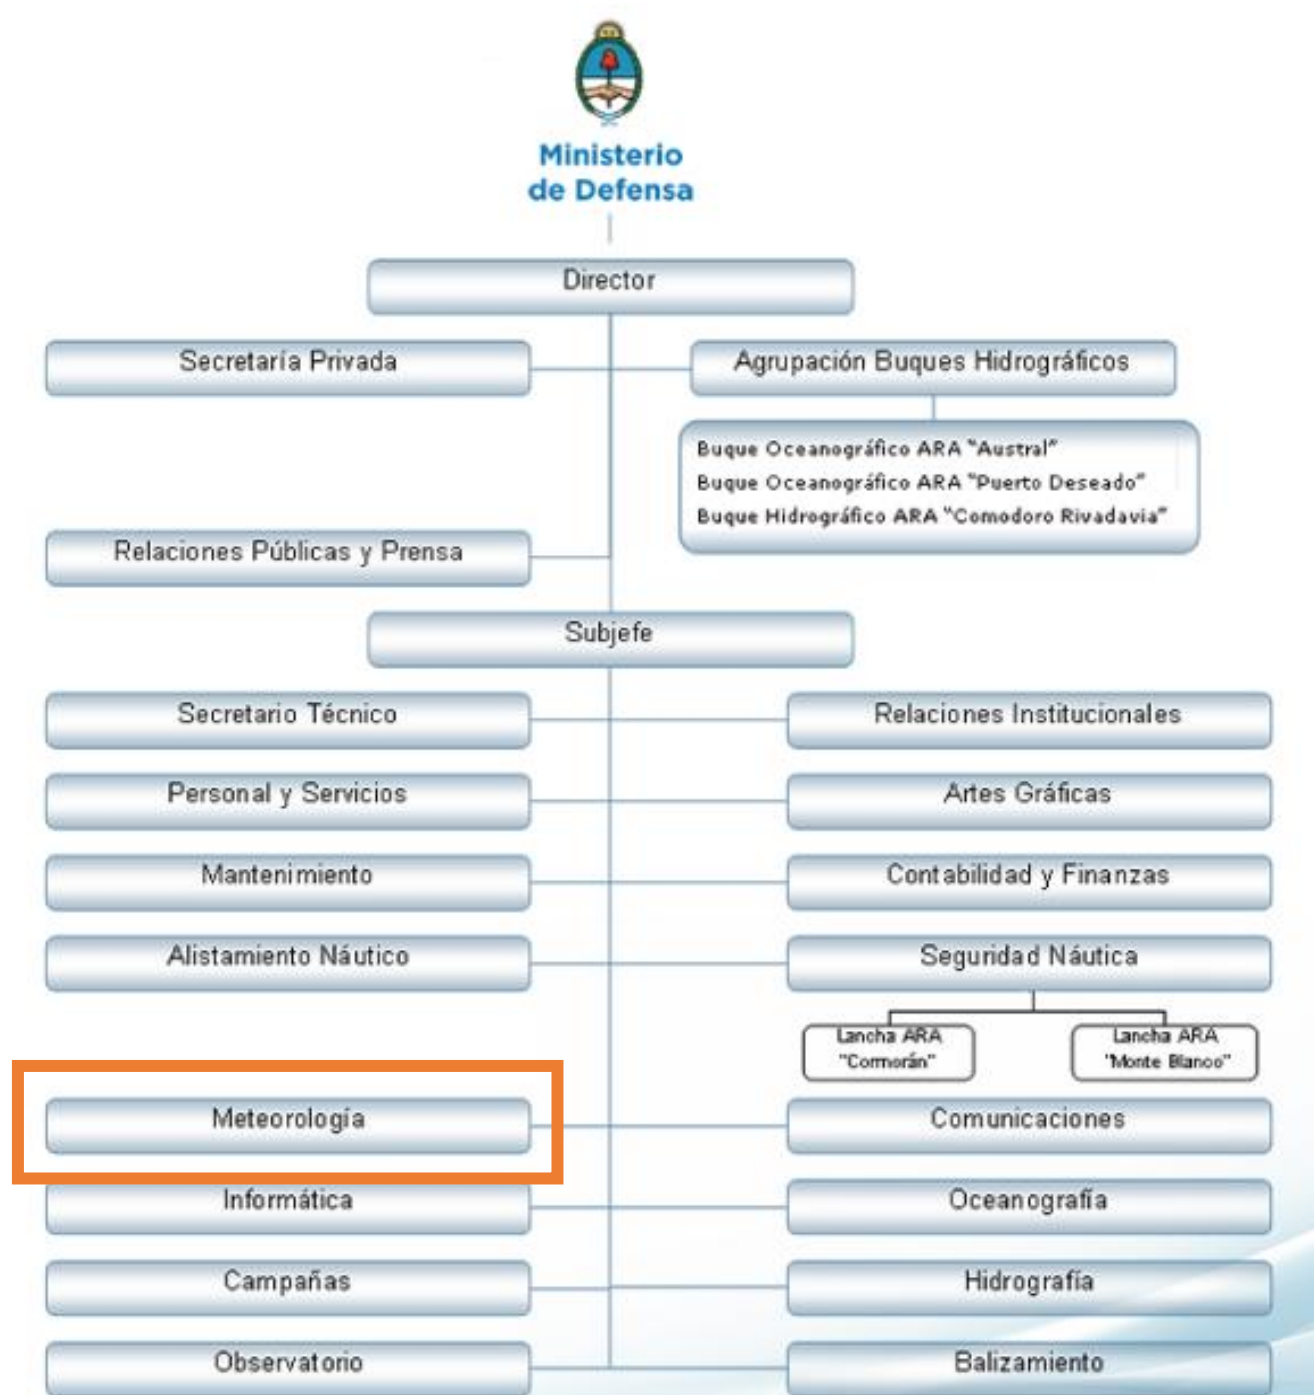 Ministerio
de Defensa
Director
Secretaría Privada
Agrupación Buques Hidrográficos
Buque Oceanográfico ARA "Austral"
Buque Oceanográfico ARA "Puerto Deseado"
Buque Hidrográfico ARA "Comodoro Rivadavia"
Relaciones Públicas y Prensa
Subjefe
Secretario Técnico
Relaciones Institucionales
Personal y Servicios
Artes Gráficas
Mantenimiento
Contabilidad y Finanzas
Alistamiento Náutico
Seguridad Náutica
Lancha ARA
"Cormorán"
Lancha ARA
"Monte Blanco"
Meteorología
Comunicaciones
Informática
Oceanografía
Campañas
Hidrografía
Observatorio
Balizamiento